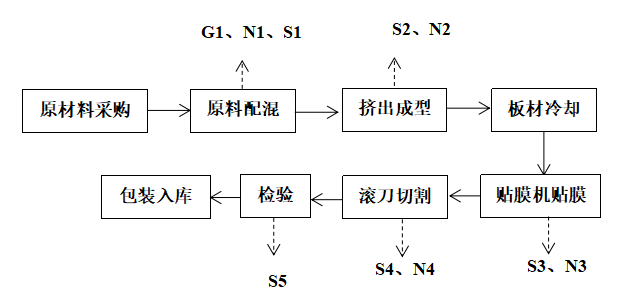 G1、N1、S1
S2、N2
原材料采购
原料配混
挤出成型
板材冷却
包装入库
检验
滚刀切割
贴膜机贴膜
S5
S4、N4
S3、N3